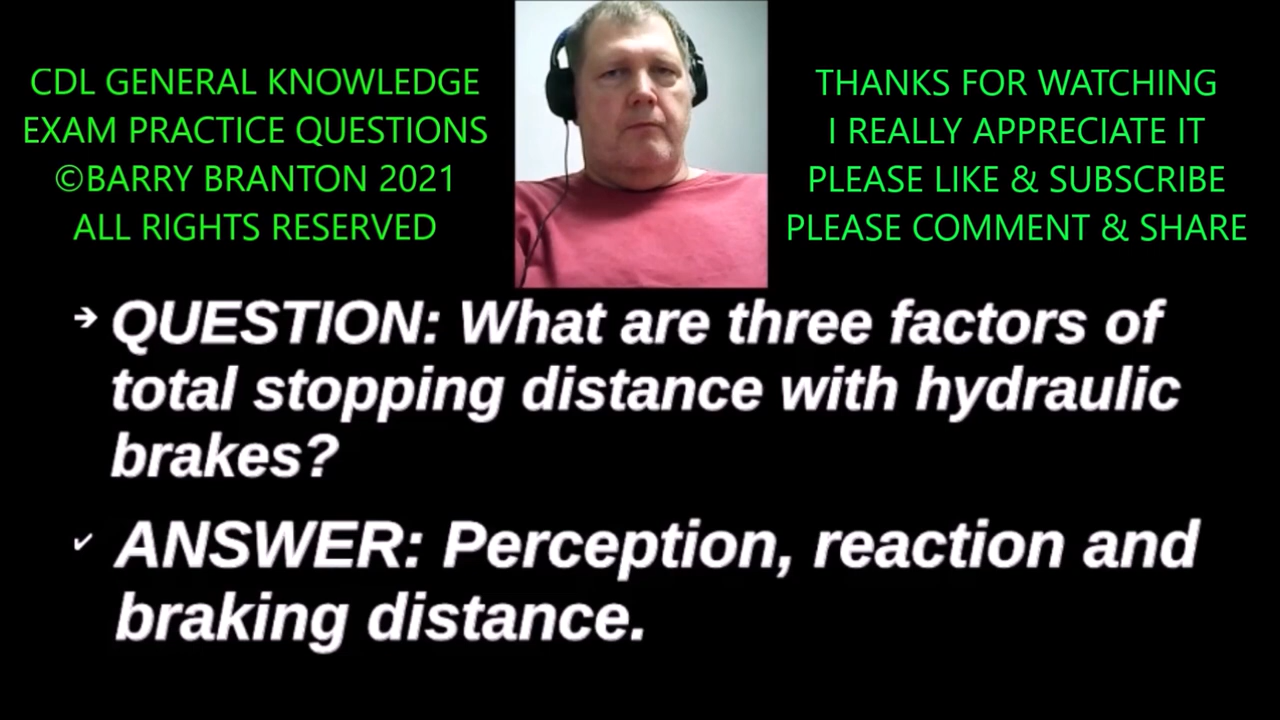 CDL GENERAL KNOWLEDGE
EXAM PRACTICE QUESTIONS
©BARRY BRANTON 2021
ALL RIGHTS RESERVED
THANKS FOR WATCHING
I REALLY APPRECIATE IT
PLEASE LIKE & SUBSCRIBE
PLEASE COMMENT & SHARE
➔ QUESTION: What are three factors of
total stopping distance with hydraulic
brakes?
✔ ANSWER: Perception, reaction and
braking distance.